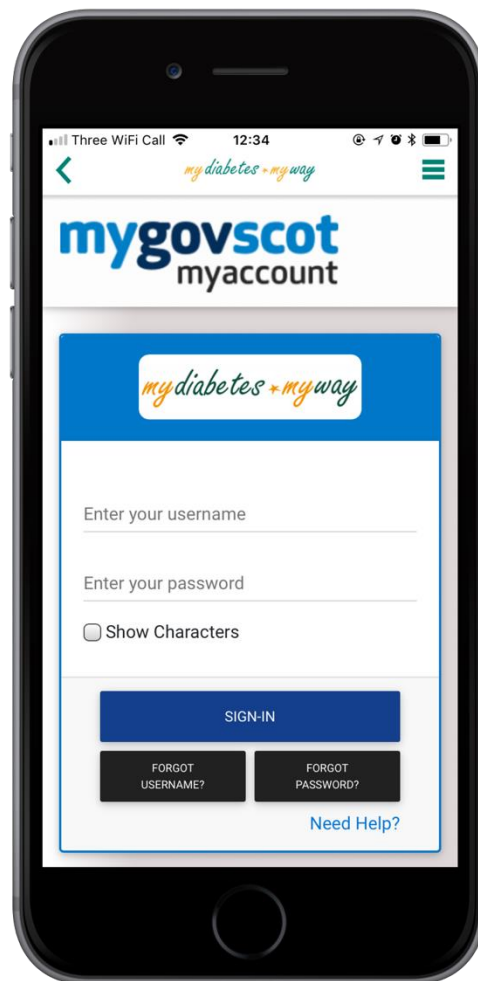 Three WiFi Call 12:34
my diabetes my way
mygovscot
myaccount
my diabetes my way
Enter your username
Enter your password
Show Characters
SIGN-IN
FORGOT
USERNAME?
FORGOT
PASSWORD?
Need Help?